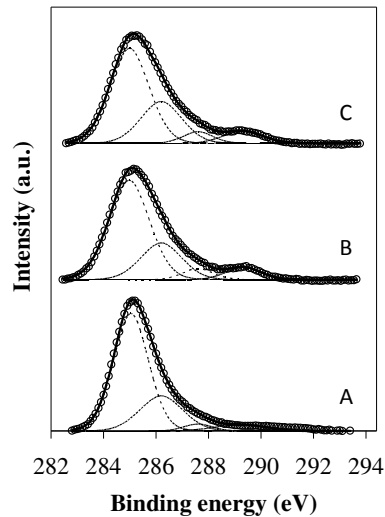 C
B
A
Intensity (a.u.)
282 284 286 288 290 292 294
Binding energy (eV)